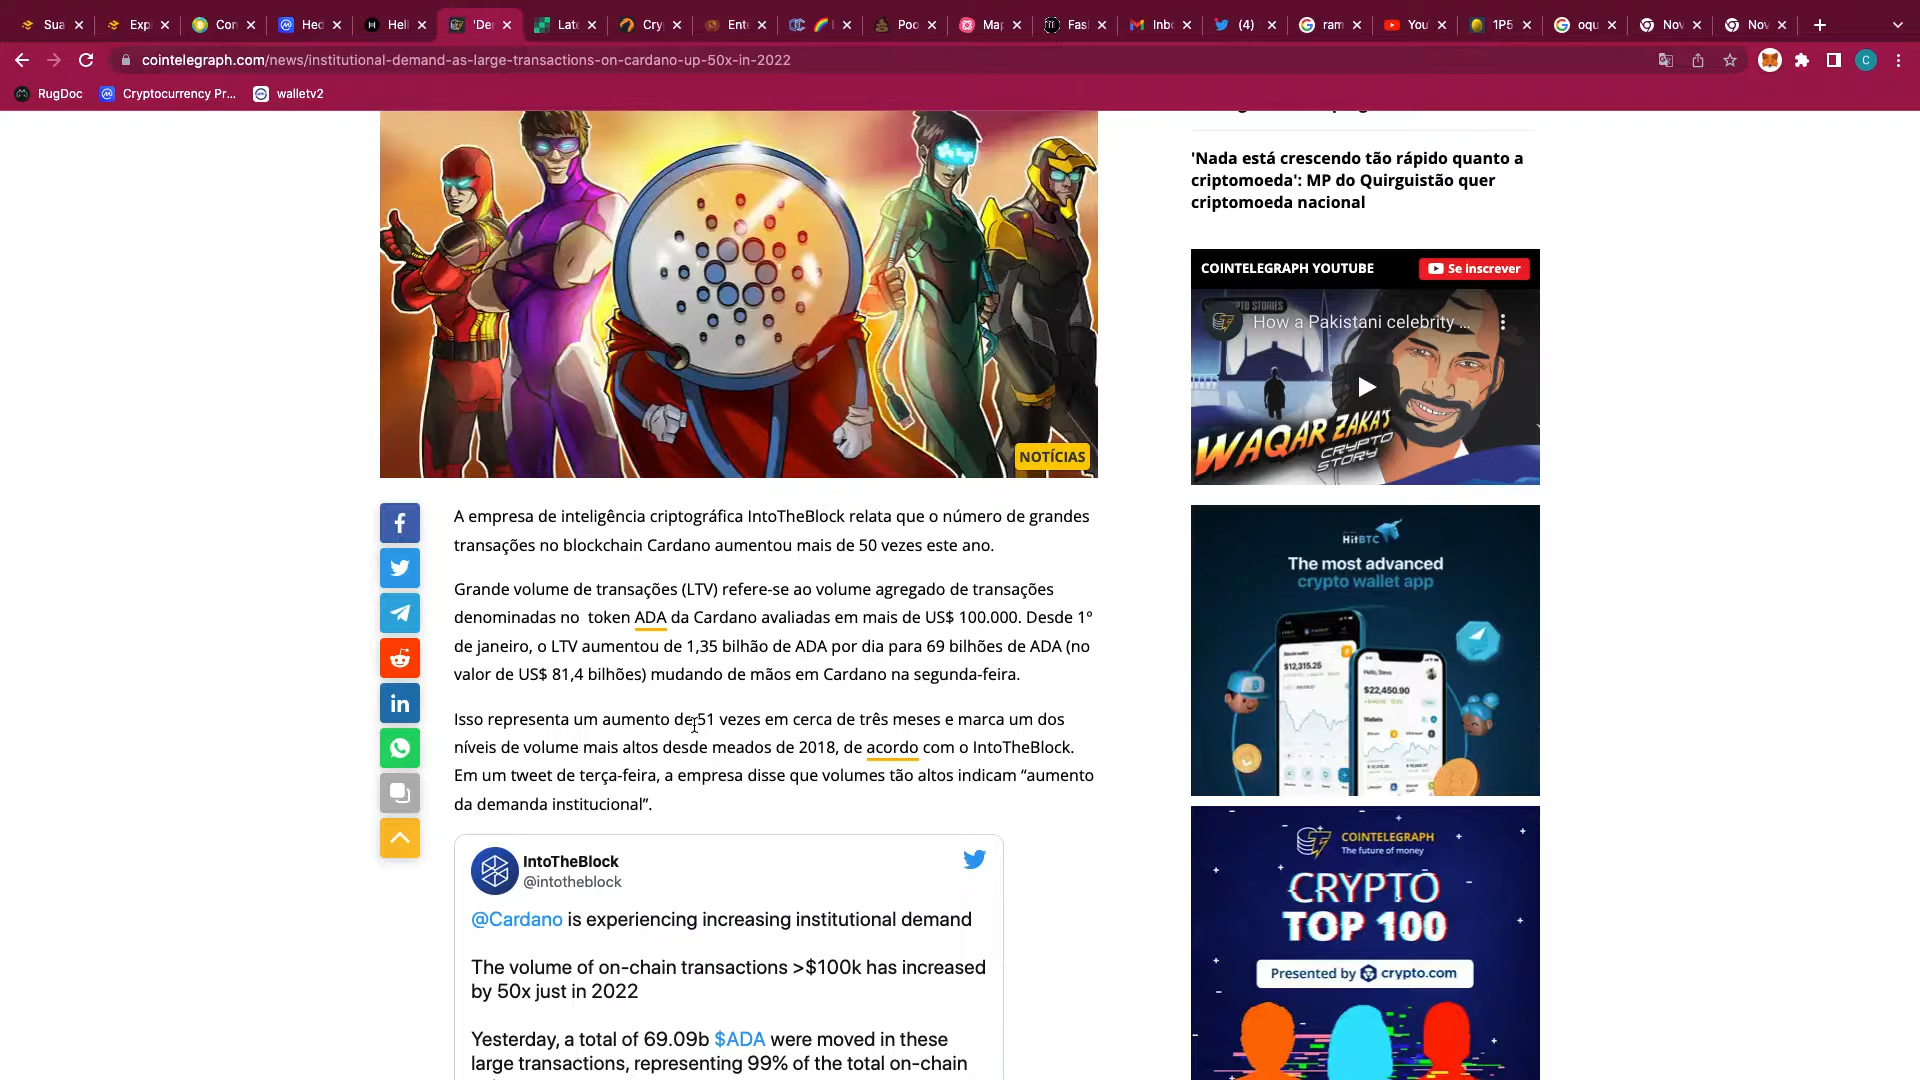 Sua
Exp
Con
Hed
Hell
'De
Late
Cry
Ente
Poo
Map
Fas
Inbo
(4)
ram
You
1P5
oqu
Nov
Nov
cointelegraph.com/news/institutional-demand-as-large-transactions-on-cardano-up-50x-in-2022
C
RugDoc
Cryptocurrency Pr...
walletv2
NOTÍCIAS
A empresa de inteligência criptográfica IntoTheBlock relata que o número de grandes
transações no blockchain Cardano aumentou mais de 50 vezes este ano.
Grande volume de transações (LTV) refere-se ao volume agregado de transações
denominadas no token ADA da Cardano avaliadas em mais de US$ 100.000. Desde 1º
de janeiro, o LTV aumentou de 1,35 bilhão de ADA por dia para 69 bilhões de ADA (no
valor de US$ 81,4 bilhões) mudando de mãos em Cardano na segunda-feira.
Isso representa um aumento de 51 vezes em cerca de três meses e marca um dos
níveis de volume mais altos desde meados de 2018, de acordo com o IntoTheBlock.
Em um tweet de terça-feira, a empresa disse que volumes tão altos indicam “aumento
da demanda institucional”.
IntoTheBlock
@intotheblock
@Cardano is experiencing increasing institutional demand
The volume of on-chain transactions >$100k has increased
by 50x just in 2022
Yesterday, a total of 69.09b $ADA were moved in these
large transactions, representing 99% of the total on-chain
'Nada está crescendo tão rápido quanto a
criptomoeda': MP do Quirguistão quer
criptomoeda nacional
COINTELEGRAPH YOUTUBE
Se inscrever
CRYPTO STORIES
How a Pakistani celebrity ...
WAQAR ZAKA'S
CRYPTO
STORY
HitBTC
The most advanced
crypto wallet app
$12,315.25
$22,450.90
COINTELEGRAPH
The future of money
CRYPTO
TOP 100
Presented by crypto.com